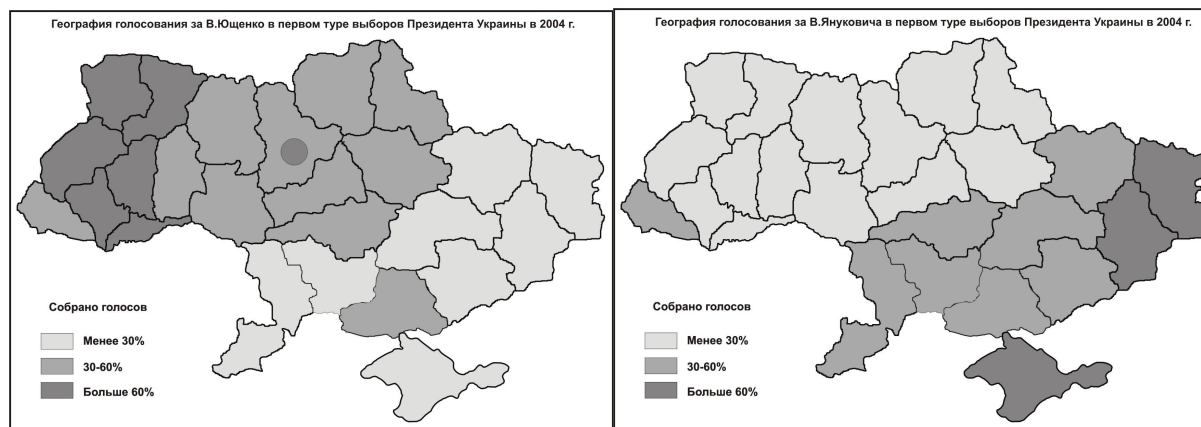 География голосования за В.Ющенко в первом туре выборов Президента Украины в 2004 г.
Собрано голосов
Менее 30%
30-60%
Больше 60%
География голосования за В.Януковича в первом туре выборов Президента Украины в 2004 г.
Собрано голосов
Менее 30%
30-60%
Больше 60%